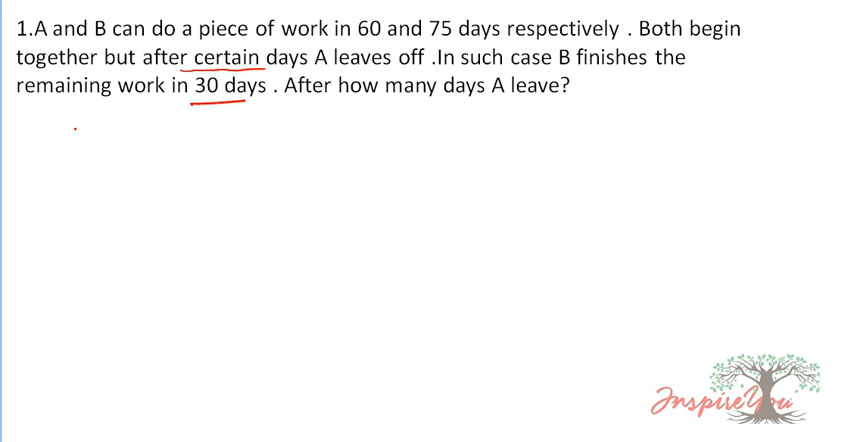 1.A and B can do a piece of work in 60 and 75 days respectively . Both begin
together but after certain days A leaves off .In such case B finishes the
remaining work in 30 days . After how many days A leave?
InspireYou